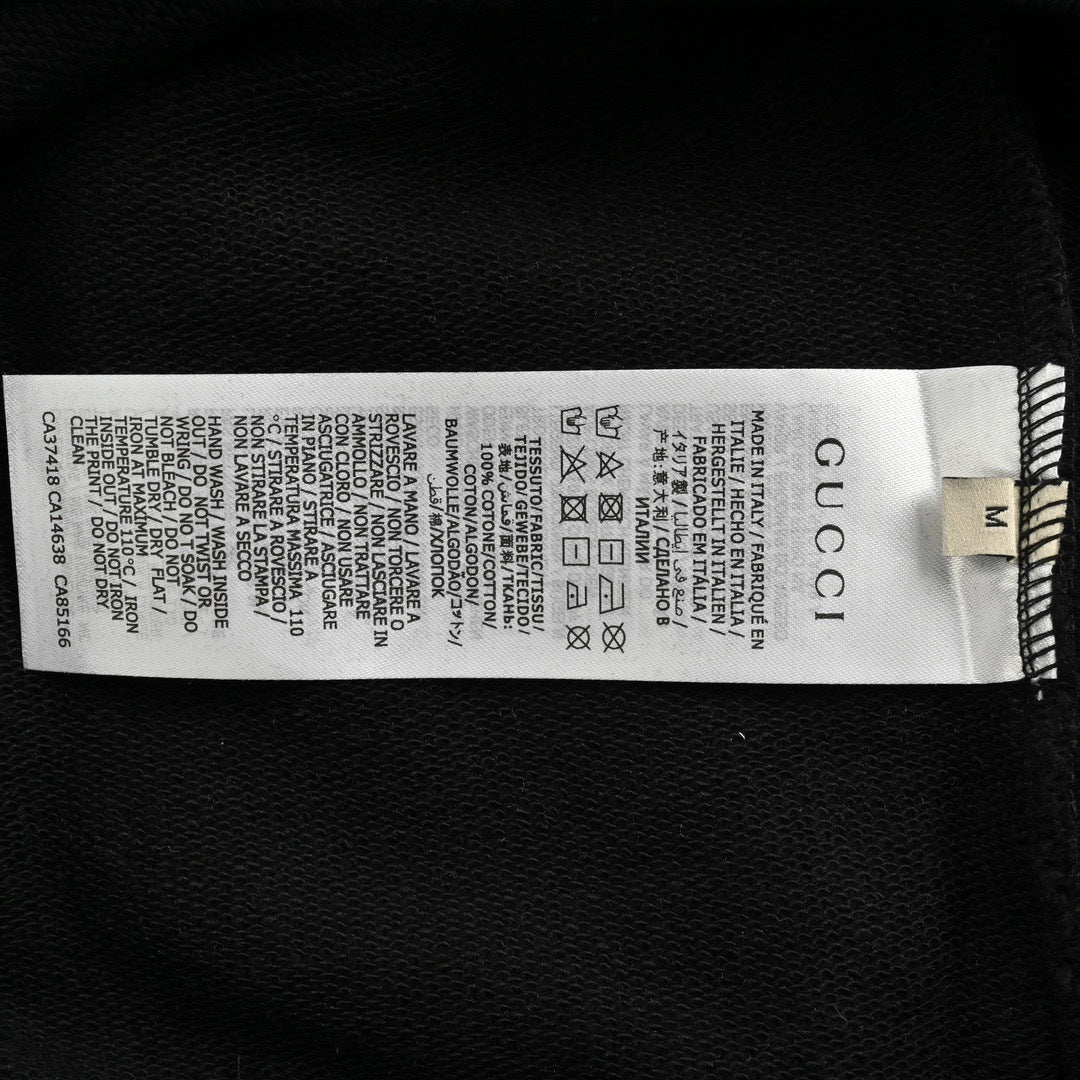 M
GUCCI
MADE IN ITALY / FABRIQUÉ EN
ITALIE / HECHO EN ITALIA /
HERGESTELLT IN ITALIEN /
FABRICADO EM ITÁLIA /
イタリア製 / صنع في إيطاليا /
产地:意大利 / СДЕЛАНО В
ИТАЛИИ
TESSUTO/FABRIC/TISSU/
TEJIDO/ GEWEBE/TECIDO/
表地/قماش/面料/ТКАНЬ:
100% COTONE/COTTON/
COTON/ALGODON/
BAUMWOLLE/ALGODÃO/コットン/
قطن/棉/ХЛОПОК
LAVARE A MANO / LAVARE A
ROVESCIO / NON TORCERE O
STRIZZARE / NON LASCIARE IN
AMMOLLO / NON TRATTARE
CON CLORO / NON USARE
ASCIUGATRICE / ASCIUGARE
IN PIANO / STIRARE A
TEMPERATURA MASSIMA 110
°C / STIRARE A ROVESCIO /
NON STIRARE LA STAMPA /
NON LAVARE A SECCO
HAND WASH / WASH INSIDE
OUT / DO NOT TWIST OR
WRING / DO NO T SOAK / DO
NOT BLEACH / DO NOT
TUMBLE DRY / DRY FLAT /
IRON AT MAXIMUM
TEMPERATURE 110°C / IRON
INSIDE OUT / DO NOT IRON
THE PRINT / DO NOT DRY
CLEAN
CA37418 CA14638 CA85166